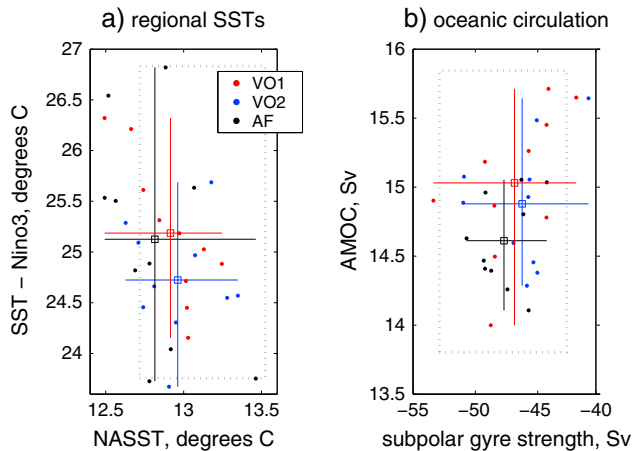 a) regional SSTs
b) oceanic circulation
27
26.5
26
25.5
25
24.5
24
SST − Nino3, degrees C
VO1
VO2
AF
12.5
13
13.5
NASST, degrees C
16
15.5
15
14.5
14
13.5
AMOC, Sv
−55
−50
−45
−40
subpolar gyre strength, Sv